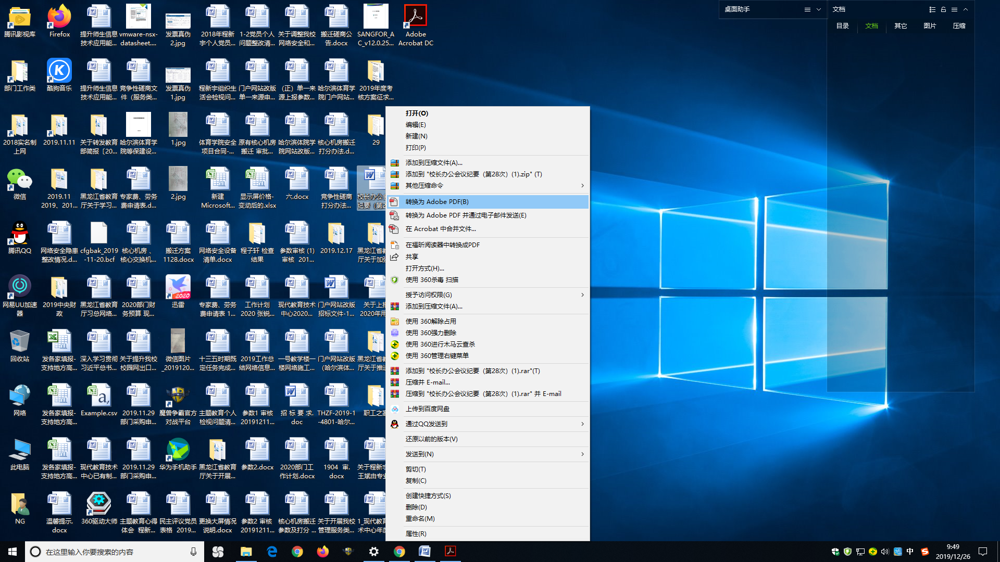 腾讯影视库
Firefox
提升师生信息
技术应用能...
vmware-nsx-
datasheet....
发票真伪
2.jpg
2018年程新
宇个人党员...
1-2党员个人
问题整改清...
关于调整我校
网络安全和...
搬迁磋商公
告.docx
SANGFOR_A
C_v12.0.25...
Adobe
Acrobat DC
部门工作类
酷狗音乐
提升师生信息
技术应用能...
竞争性磋商文
件（服务类...
发票真伪
1.jpg
程新宇组织生
活会检视问...
门户网站改版
单一来源申...
（正）单一来
源上报参数...
哈尔滨体育学
院门户网站...
2019年度考
核方案征求...
2018实名制
上网
2019.11.11
关于转发教育
部简报〔20...
哈尔滨体育学
院等保建设...
1.jpg
体育学院安全
项目合同-...
原有核心机房
搬迁 审批...
哈尔滨体院学
院网站改版...
核心机房搬迁
打分办法.d...
29
微信
2019.11
2019、201...
黑龙江省教育
厅关于学习...
专家费、劳务
费申请表.d...
2.jpg
新建
Microsoft...
显示屏价格-
变动后的.xlsx
六.docx
竞争性磋商
打分办法...
校长办公会
纪要（第2
腾讯QQ
网络安全隐患
整改情况.d...
cfgbak_2019
-11-20.bcf
核心机房 、
核心交换机...
搬迁方案
1128.docx
网络安全设备
清单.docx
程子轩 检查
结果
参数审核 (1)
审核 201...
2019.12.17
黑龙江省教
厅关于加强
网易UU加速
器
2019中央财
政
黑龙江省教育
厅习总网络...
2020部门财
务预算 现...
迅雷
2020
专家费、劳务
费申请表 1...
工作计划
2020 张锐...
现代教育技术
中心2020...
门户网站改版
招标文件-1...
关于上报
2020年用
回收站
发各家填报-
支持地方高...
深入学习贯彻
习近平总书...
关于提升我校
校园网出口...
微信图片
_2019120...
十三五时期既
定任务完成...
2019工作总
结网络信息...
一号教学楼一
楼网络施工...
门户网站改版
（哈尔滨体...
黑龙江省教
厅关于推进
网络
发各家填报-
支持地方高...
Example.csv
2019.11.29
部门采购申...
魔兽争霸官方
对战平台
主题教育个人
检视问题清...
参数1 审核
20191211...
招 标 要 求.
doc
THZF-2019-1
-4801-哈尔...
职工之家
此电脑
发各家填报-
支持地方高...
现代教育技术
中心已有制...
2019.11.29
部门采购申...
华为手机助手
黑龙江省教育
厅关于开展...
参数2.docx
2020部门工
作计划.docx
1904 审.
docx
关于程新宇
王斌由专业
NG
温馨提示.
docx
360驱动大师
主题教育心得
体会 程新...
民主评议党员
表格 2019...
更换大屏情况
说明.docx
参数2 审核
20191211...
核心机房搬迁
参数及打分 ...
关于开展我校
管理服务类...
1_现代教育
术中心年度
打开(O)
编辑(E)
新建(N)
打印(P)
添加到压缩文件(A)...
添加到 "校长办公会议纪要（第28次）(1).zip" (T)
其他压缩命令
转换为 Adobe PDF(B)
转换为 Adobe PDF 并通过电子邮件发送(E)
在 Acrobat 中合并文件...
在福昕阅读器中转换成PDF
共享
打开方式(H)...
使用 360杀毒 扫描
授予访问权限(G)
添加到压缩文件(A)...
使用 360解除占用
使用 360强力删除
使用 360进行木马云查杀
使用 360管理右键菜单
添加到 "校长办公会议纪要（第28次）(1).rar"(T)
压缩并 E-mail...
压缩到 "校长办公会议纪要（第28次）(1).rar" 并 E-mail
上传到百度网盘
通过QQ发送到
还原以前的版本(V)
发送到(N)
剪切(T)
复制(C)
创建快捷方式(S)
删除(D)
重命名(M)
属性(R)
桌面助手
文档
目录 文档 其它 图片 压缩
在这里输入你要搜索的内容
中
9:49
2019/12/26